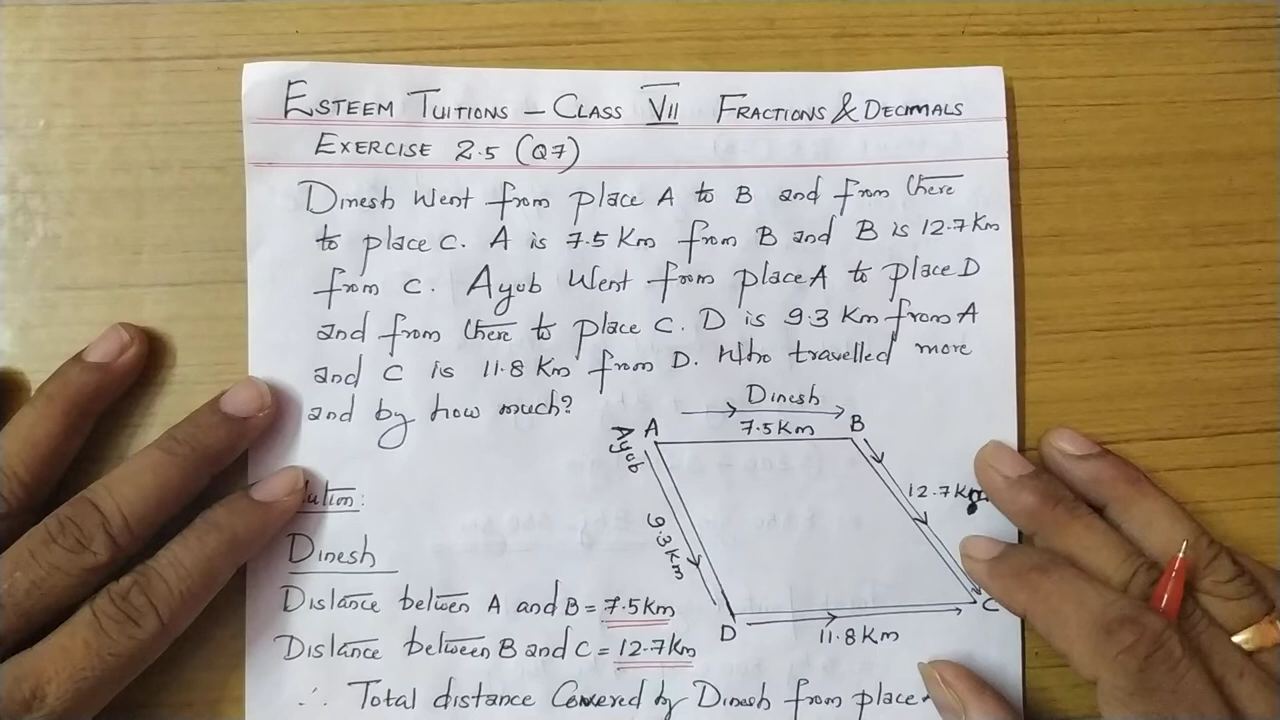 ESTEEM TUITIONS – CLASS VII FRACTIONS & DECIMALS
EXERCISE 2.5 (Q7)
Dinesh Went from place A to B and from there
to place C. A is 7.5 Km from B and B is 12.7 Km
from C. Ayub Went from place A to place D
and from there to place C. D is 9.3 Km from A
and C is 11.8 Km from D. Who travelled more
and by how much?
Dinesh
A 7.5 Km B
Ayub
12.7 Km
9.3 Km
C
D 11.8 Km
Dinesh
Distance betwen A and B = 7.5 Km
Distance between B and C = 12.7 Km
∴ Total distance Covered by Dinesh from place